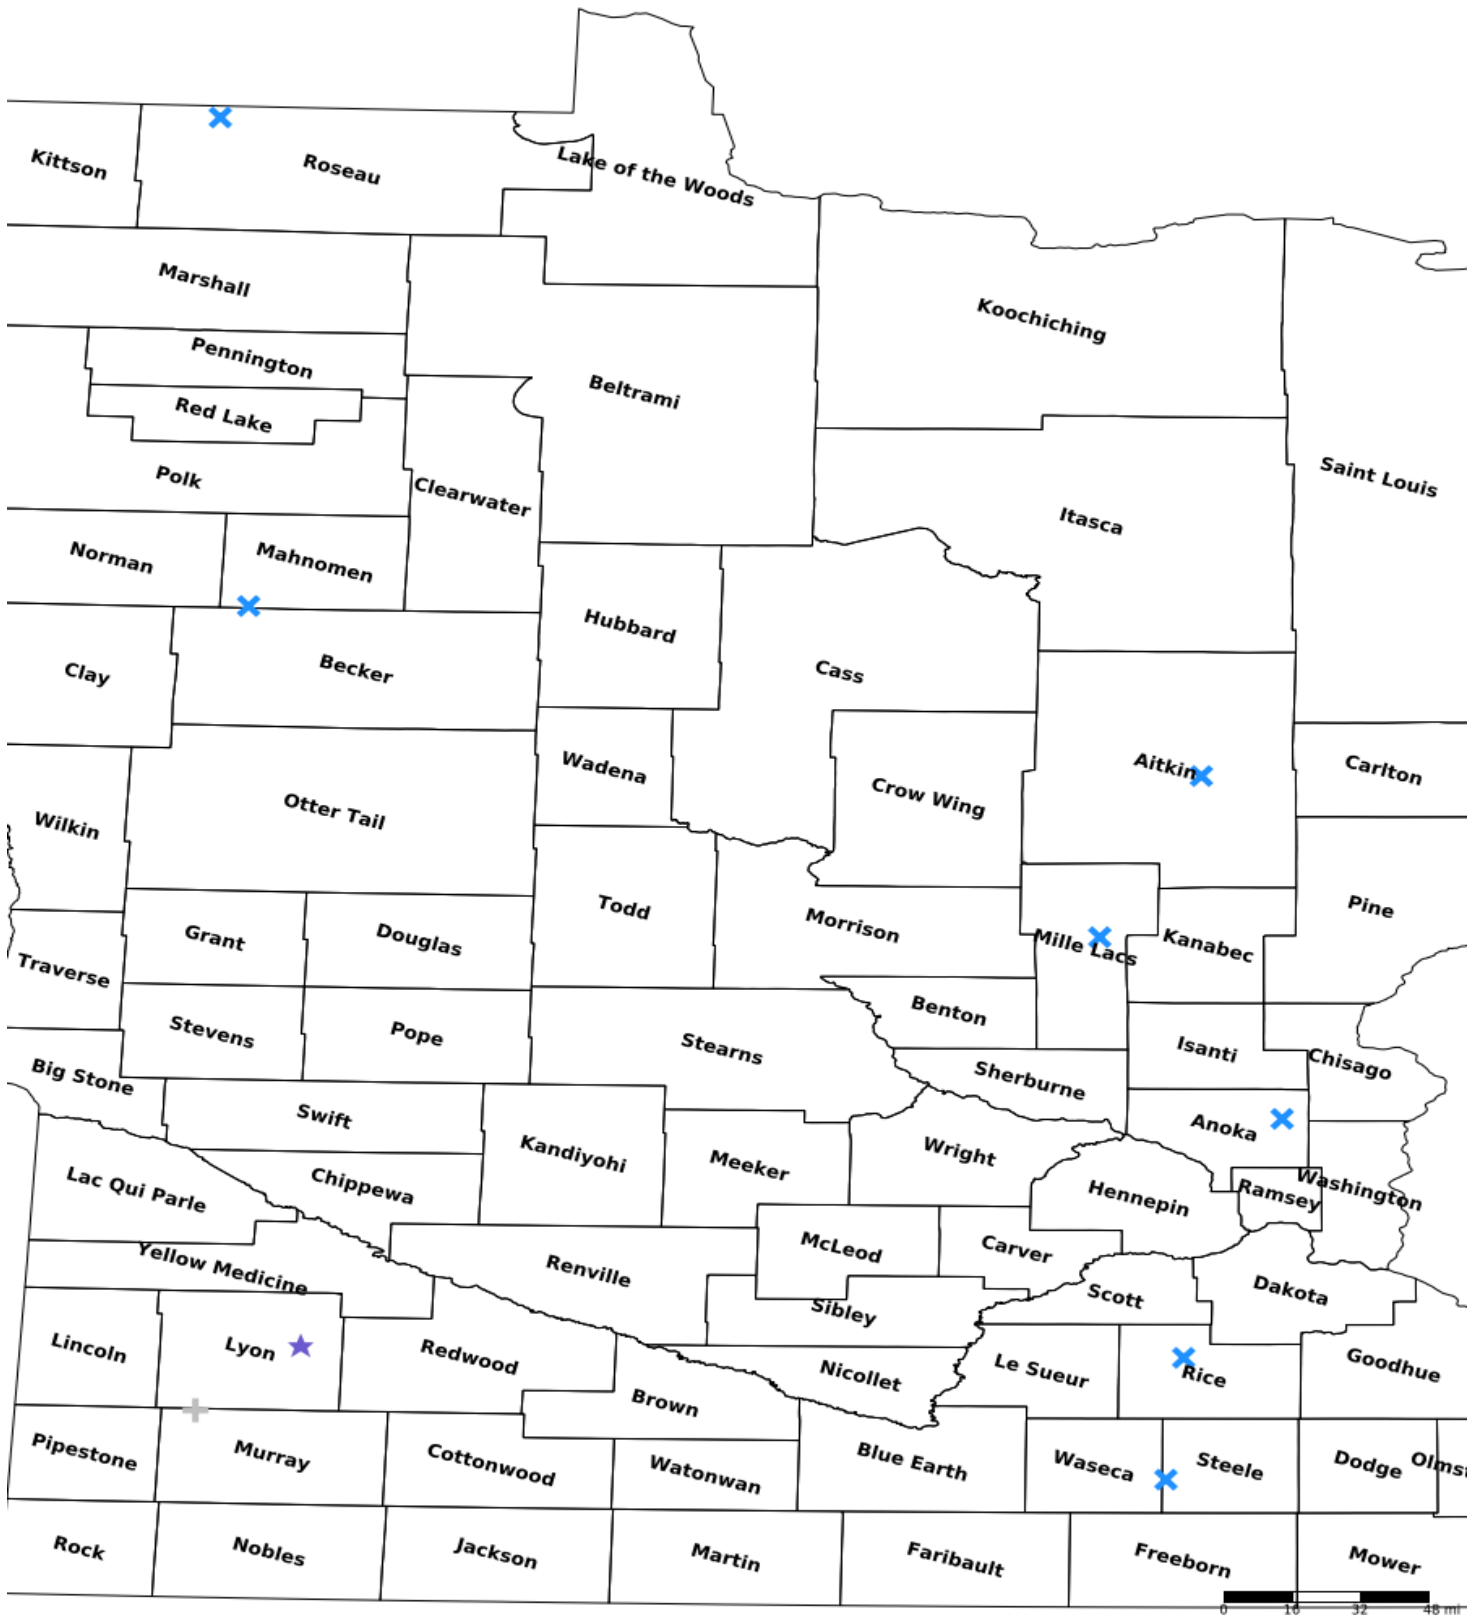 Kittson
Roseau
Lake of the Woods
Marshall
Koochiching
Pennington
Beltrami
Red Lake
Polk
Clearwater
Saint Louis
Itasca
Norman
Mahnomen
Hubbard
Clay
Becker
Cass
Wadena
Aitkin
Carlton
Crow Wing
Otter Tail
Wilkin
Todd
Pine
Morrison
Grant
Douglas
Mille Lacs
Kanabec
Traverse
Benton
Stevens
Pope
Stearns
Isanti
Chisago
Big Stone
Sherburne
Swift
Anoka
Kandiyohi
Meeker
Wright
Lac Qui Parle
Chippewa
Hennepin
Ramsey
Washington
McLeod
Carver
Yellow Medicine
Renville
Scott
Dakota
Sibley
Lincoln
Lyon
Redwood
Nicollet
Le Sueur
Rice
Goodhue
Brown
Pipestone
Murray
Cottonwood
Watonwan
Blue Earth
Waseca
Steele
Dodge
Olmst
Rock
Nobles
Jackson
Martin
Faribault
Freeborn
Mower
0 16 32 48 mi